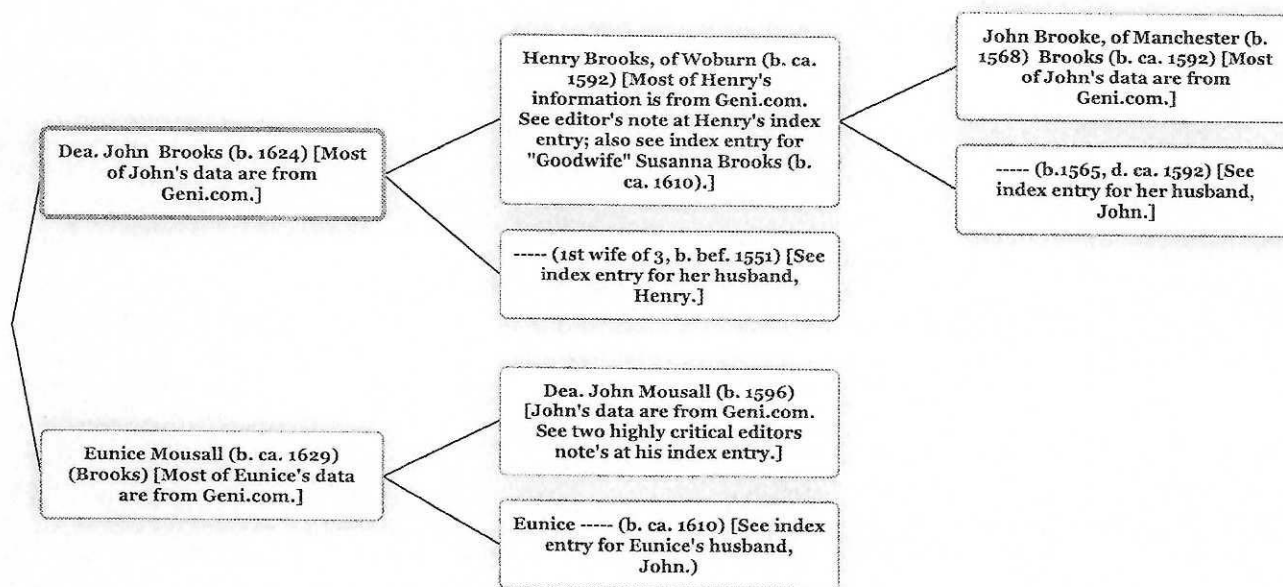 Dea. John Brooks (b. 1624) [Most
of John's data are from
Geni.com.]
Henry Brooks, of Woburn (b. ca.
1592) [Most of Henry's
information is from Geni.com.
See editor's note at Henry's index
entry; also see index entry for
"Goodwife" Susanna Brooks (b.
ca. 1610).]
John Brooke, of Manchester (b.
1568) Brooks (b. ca. 1592) [Most
of John's data are from
Geni.com.]
----- (b.1565, d. ca. 1592) [See
index entry for her husband,
John.]
----- (1st wife of 3, b. bef. 1551) [See
index entry for her husband,
Henry.]
Eunice Mousall (b. ca. 1629)
(Brooks) [Most of Eunice's data
are from Geni.com.]
Dea. John Mousall (b. 1596)
[John's data are from Geni.com.
See two highly critical editors
note's at his index entry.]
Eunice ----- (b. ca. 1610) [See index
entry for Eunice's husband,
John.)